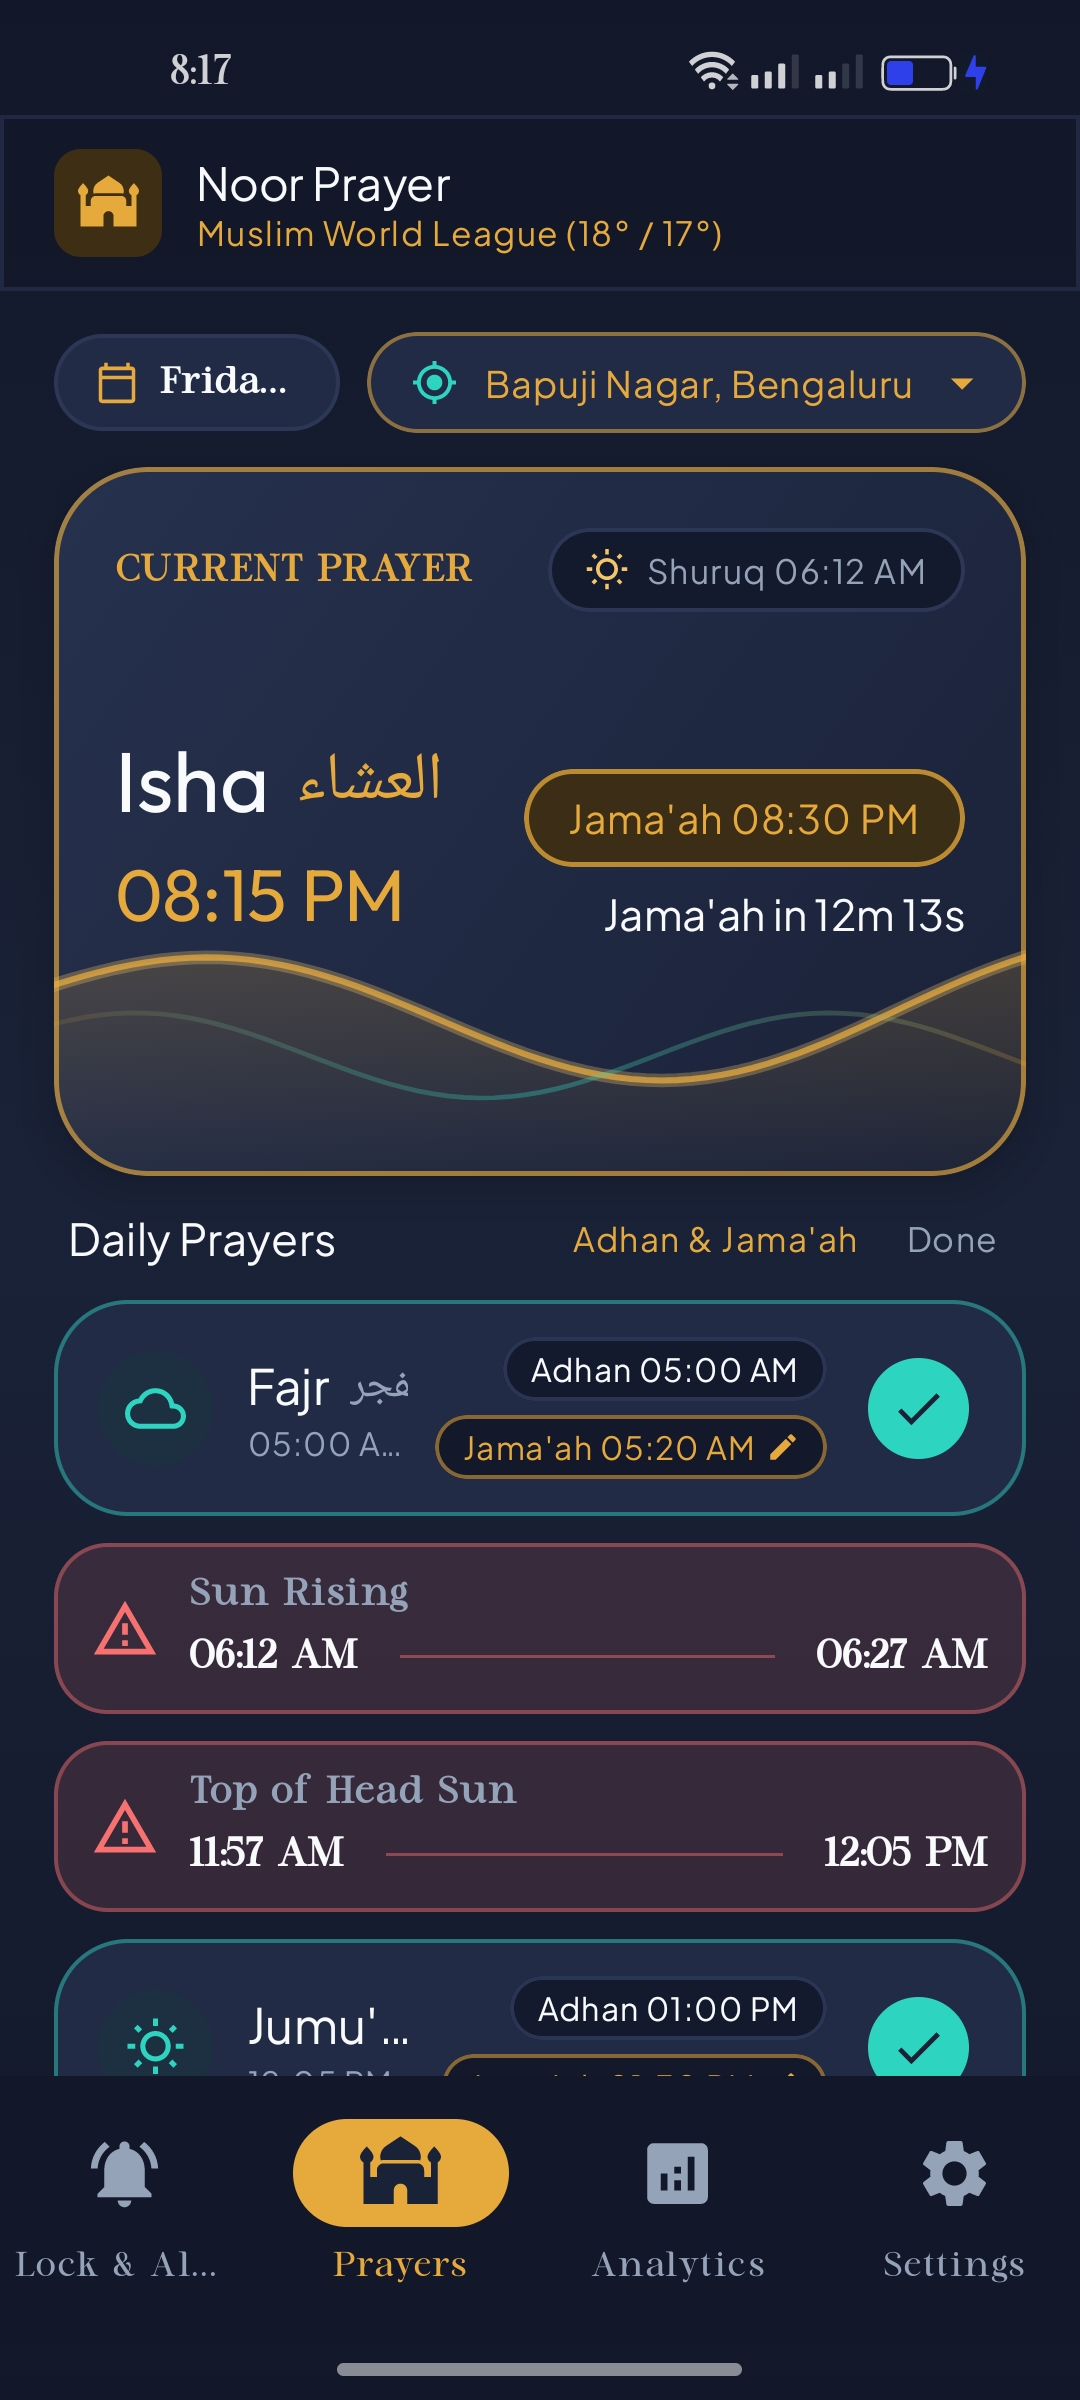 8:17
Noor Prayer
Muslim World League (18° / 17°)
Frida...
Bapuji Nagar, Bengaluru
CURRENT PRAYER
Shuruq 06:12 AM
Isha العشاء
Jama'ah 08:30 PM
08:15 PM
Jama'ah in 12m 13s
Daily Prayers
Adhan & Jama'ah
Done
Fajr فجر
Adhan 05:00 AM
05:00 A...
Jama'ah 05:20 AM
Sun Rising
06:12 AM
06:27 AM
Top of Head Sun
11:57 AM
12:05 PM
Jumu'...
Adhan 01:00 PM
Lock & Al...
Prayers
Analytics
Settings